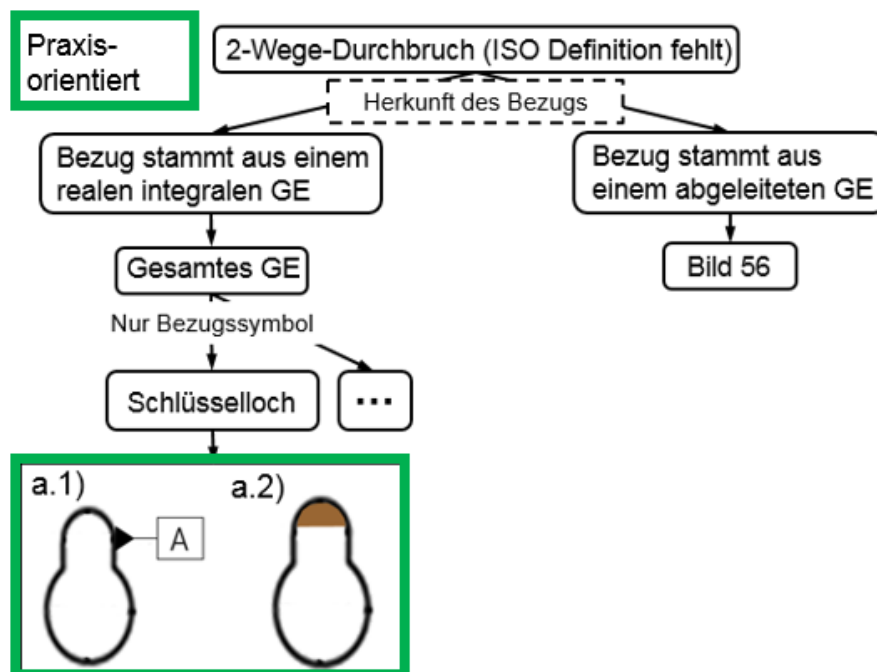 Praxis-
orientiert
2-Wege-Durchbruch (ISO Definition fehlt)
Herkunft des Bezugs
Bezug stammt aus einem
realen integralen GE
Bezug stammt aus
einem abgeleiteten GE
Gesamtes GE
Bild 56
Nur Bezugssymbol
Schlüsselloch
...
a.1)
a.2)
A